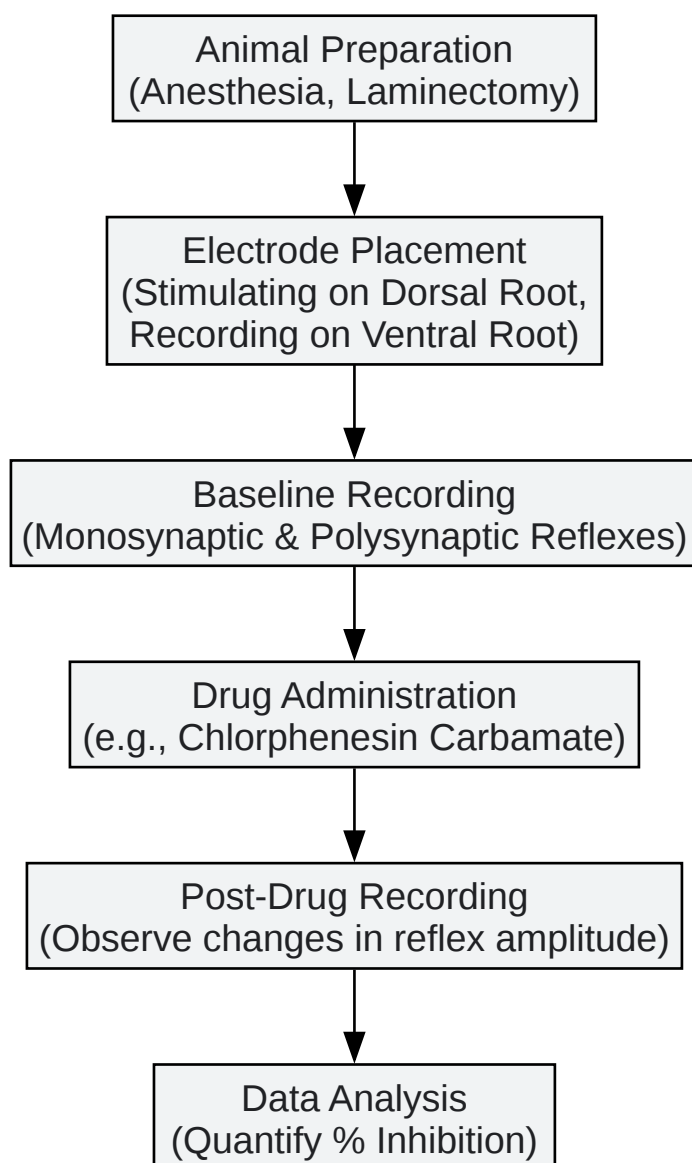 Animal Preparation
(Anesthesia, Laminectomy)
Electrode Placement
(Stimulating on Dorsal Root,
Recording on Ventral Root)
Baseline Recording
(Monosynaptic & Polysynaptic Reflexes)
Drug Administration
(e.g., Chlorphenesin Carbamate)
Post-Drug Recording
(Observe changes in reflex amplitude)
Data Analysis
(Quantify % Inhibition)